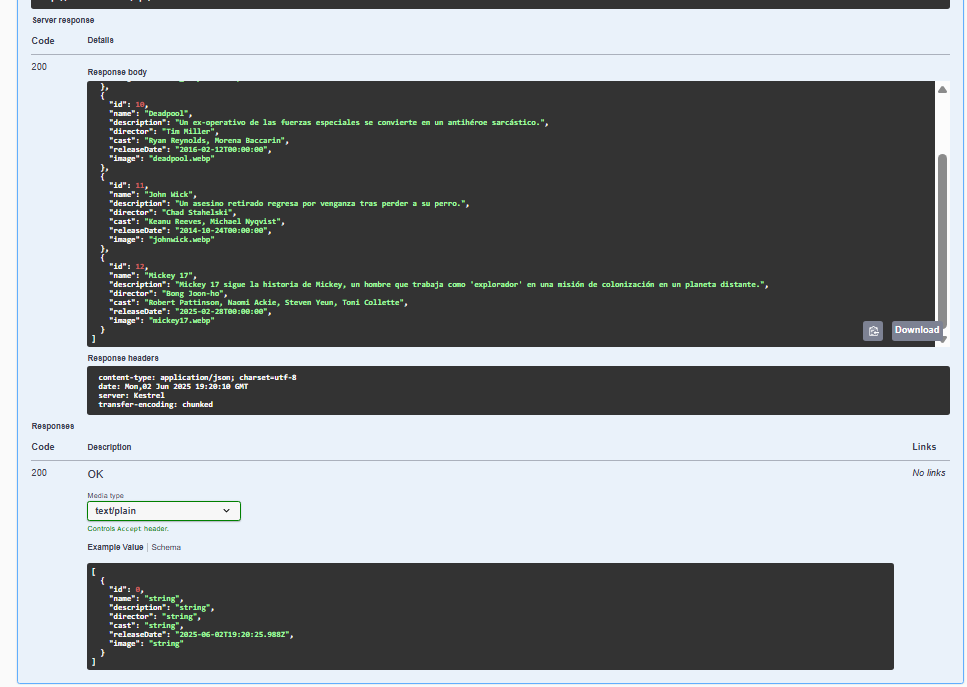 Server response
Code Details
200
Response body
},
{
"id": 10,
"name": "Deadpool",
"description": "Un ex-operativo de las fuerzas especiales se convierte en un antihéroe sarcástico.",
"director": "Tim Miller",
"cast": "Ryan Reynolds, Morena Baccarin",
"releaseDate": "2016-02-12T00:00:00",
"image": "deadpool.webp"
},
{
"id": 11,
"name": "John Wick",
"description": "Un asesino retirado regresa por venganza tras perder a su perro.",
"director": "Chad Stahelski",
"cast": "Keanu Reeves, Michael Nyqvist",
"releaseDate": "2014-10-24T00:00:00",
"image": "johnwick.webp"
},
{
"id": 12,
"name": "Mickey 17",
"description": "Mickey 17 sigue la historia de Mickey, un hombre que trabaja como 'explorador' en una misión de colonización en un planeta distante.",
"director": "Bong Joon-ho",
"cast": "Robert Pattinson, Naomi Ackie, Steven Yeun, Toni Collette",
"releaseDate": "2025-02-28T00:00:00",
"image": "mickey17.webp"
}
]
Download
Response headers
content-type: application/json; charset=utf-8
date: Mon,02 Jun 2025 19:20:10 GMT
server: Kestrel
transfer-encoding: chunked
Responses
Code Description Links
200 OK No links
Media type
text/plain
Controls Accept header.
Example Value | Schema
[
{
"id": 0,
"name": "string",
"description": "string",
"director": "string",
"cast": "string",
"releaseDate": "2025-06-02T19:20:25.988Z",
"image": "string"
}
]